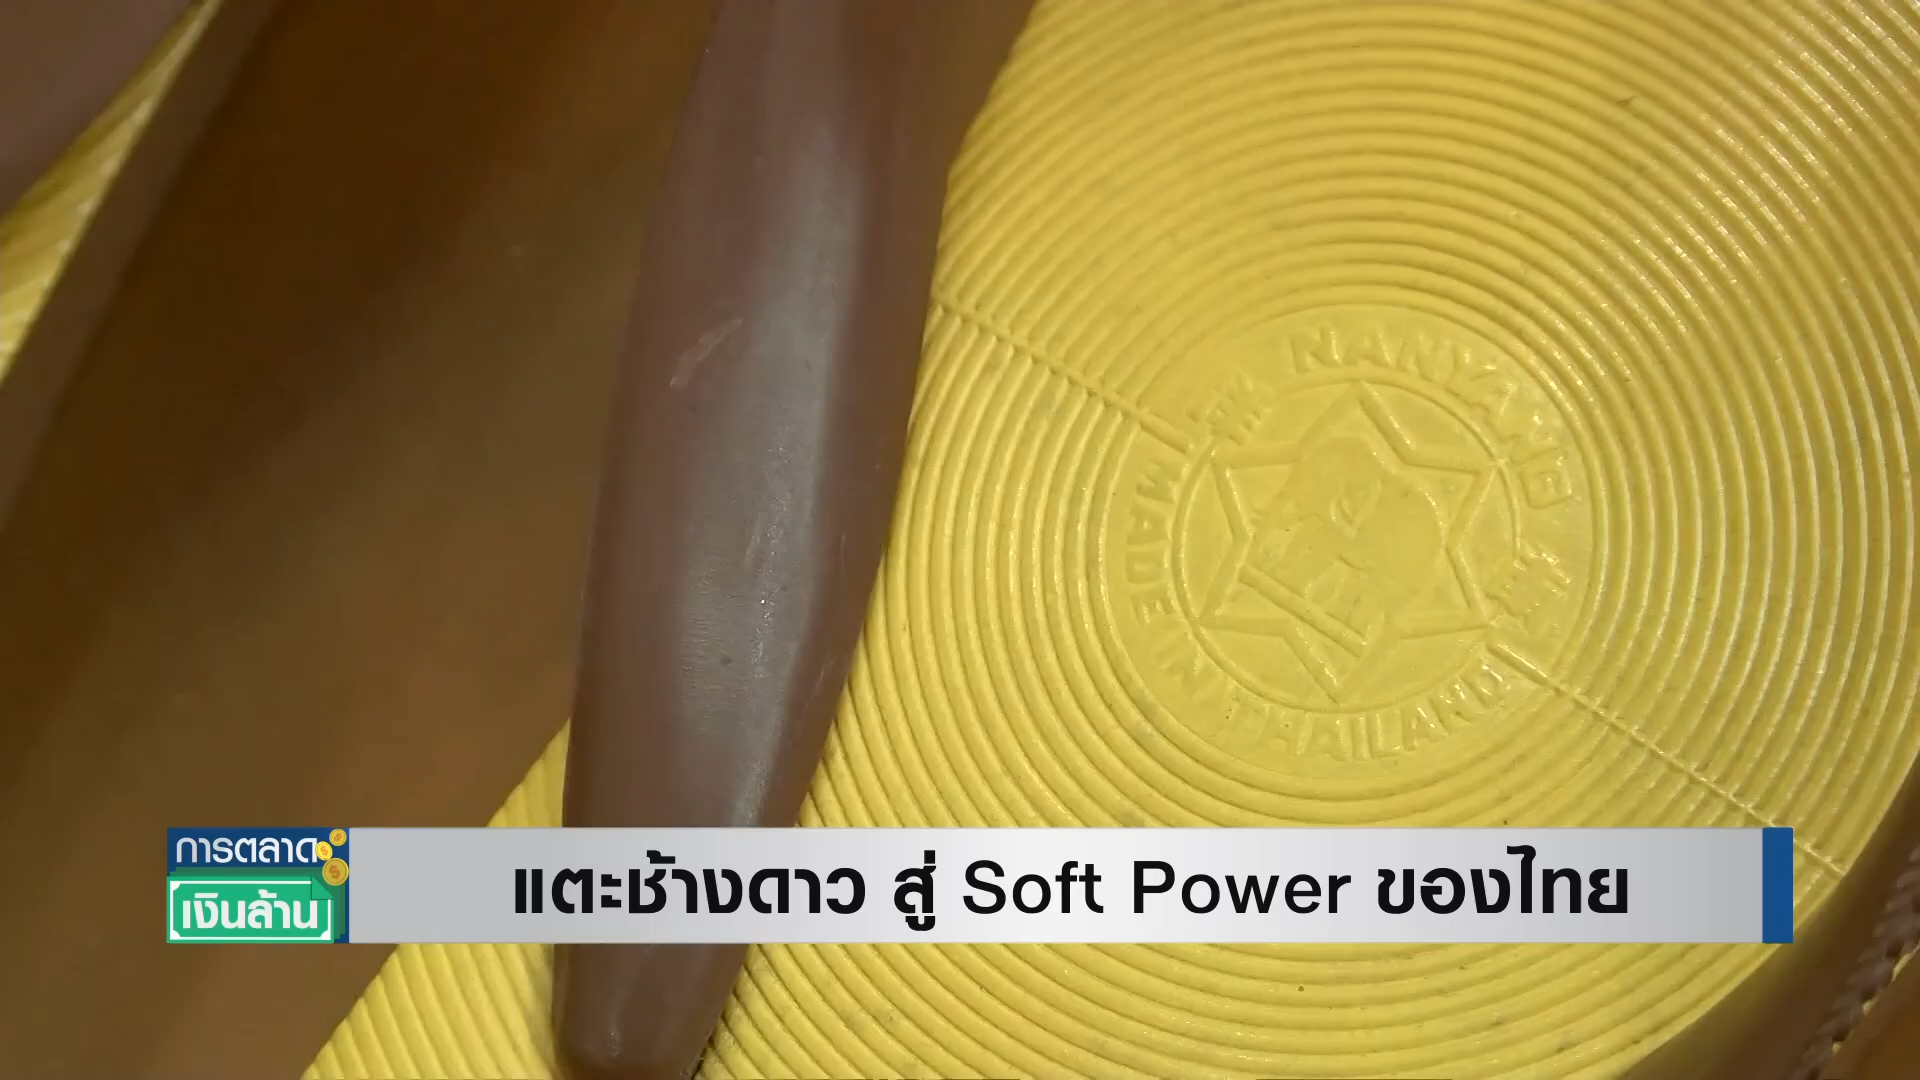 NANYANG
MADE IN THAILAND
การตลาด
เงินล้าน
แตะช้างดาว สู่ Soft Power ของไทย